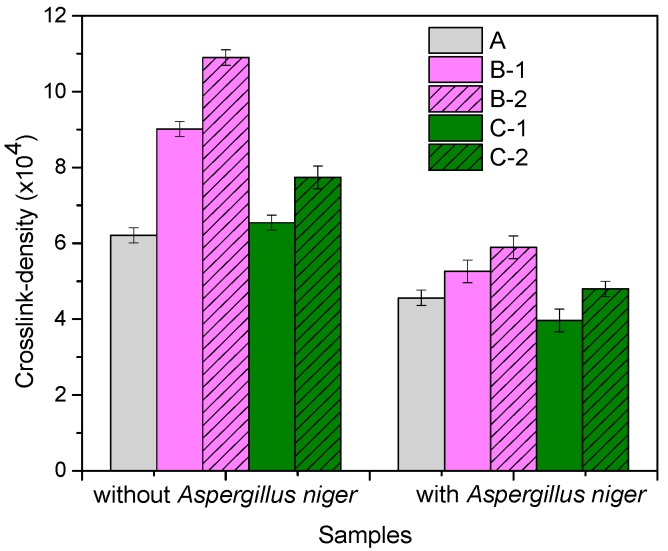 12
10
8
6
4
2
0
Crosslink-density (x10⁴)
A
B-1
B-2
C-1
C-2
without Aspergillus niger
with Aspergillus niger
Samples